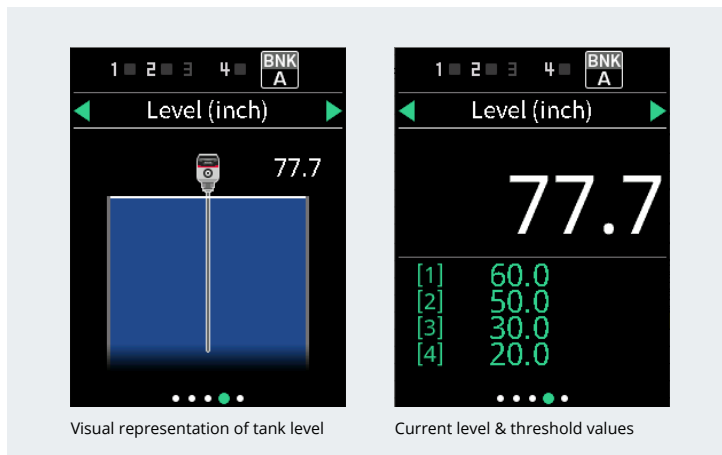 1 2 3 4 BNK A
Level (inch)
77.7
Visual representation of tank level
1 2 3 4 BNK A
Level (inch)
77.7
[1] 60.0
[2] 50.0
[3] 30.0
[4] 20.0
Current level & threshold values